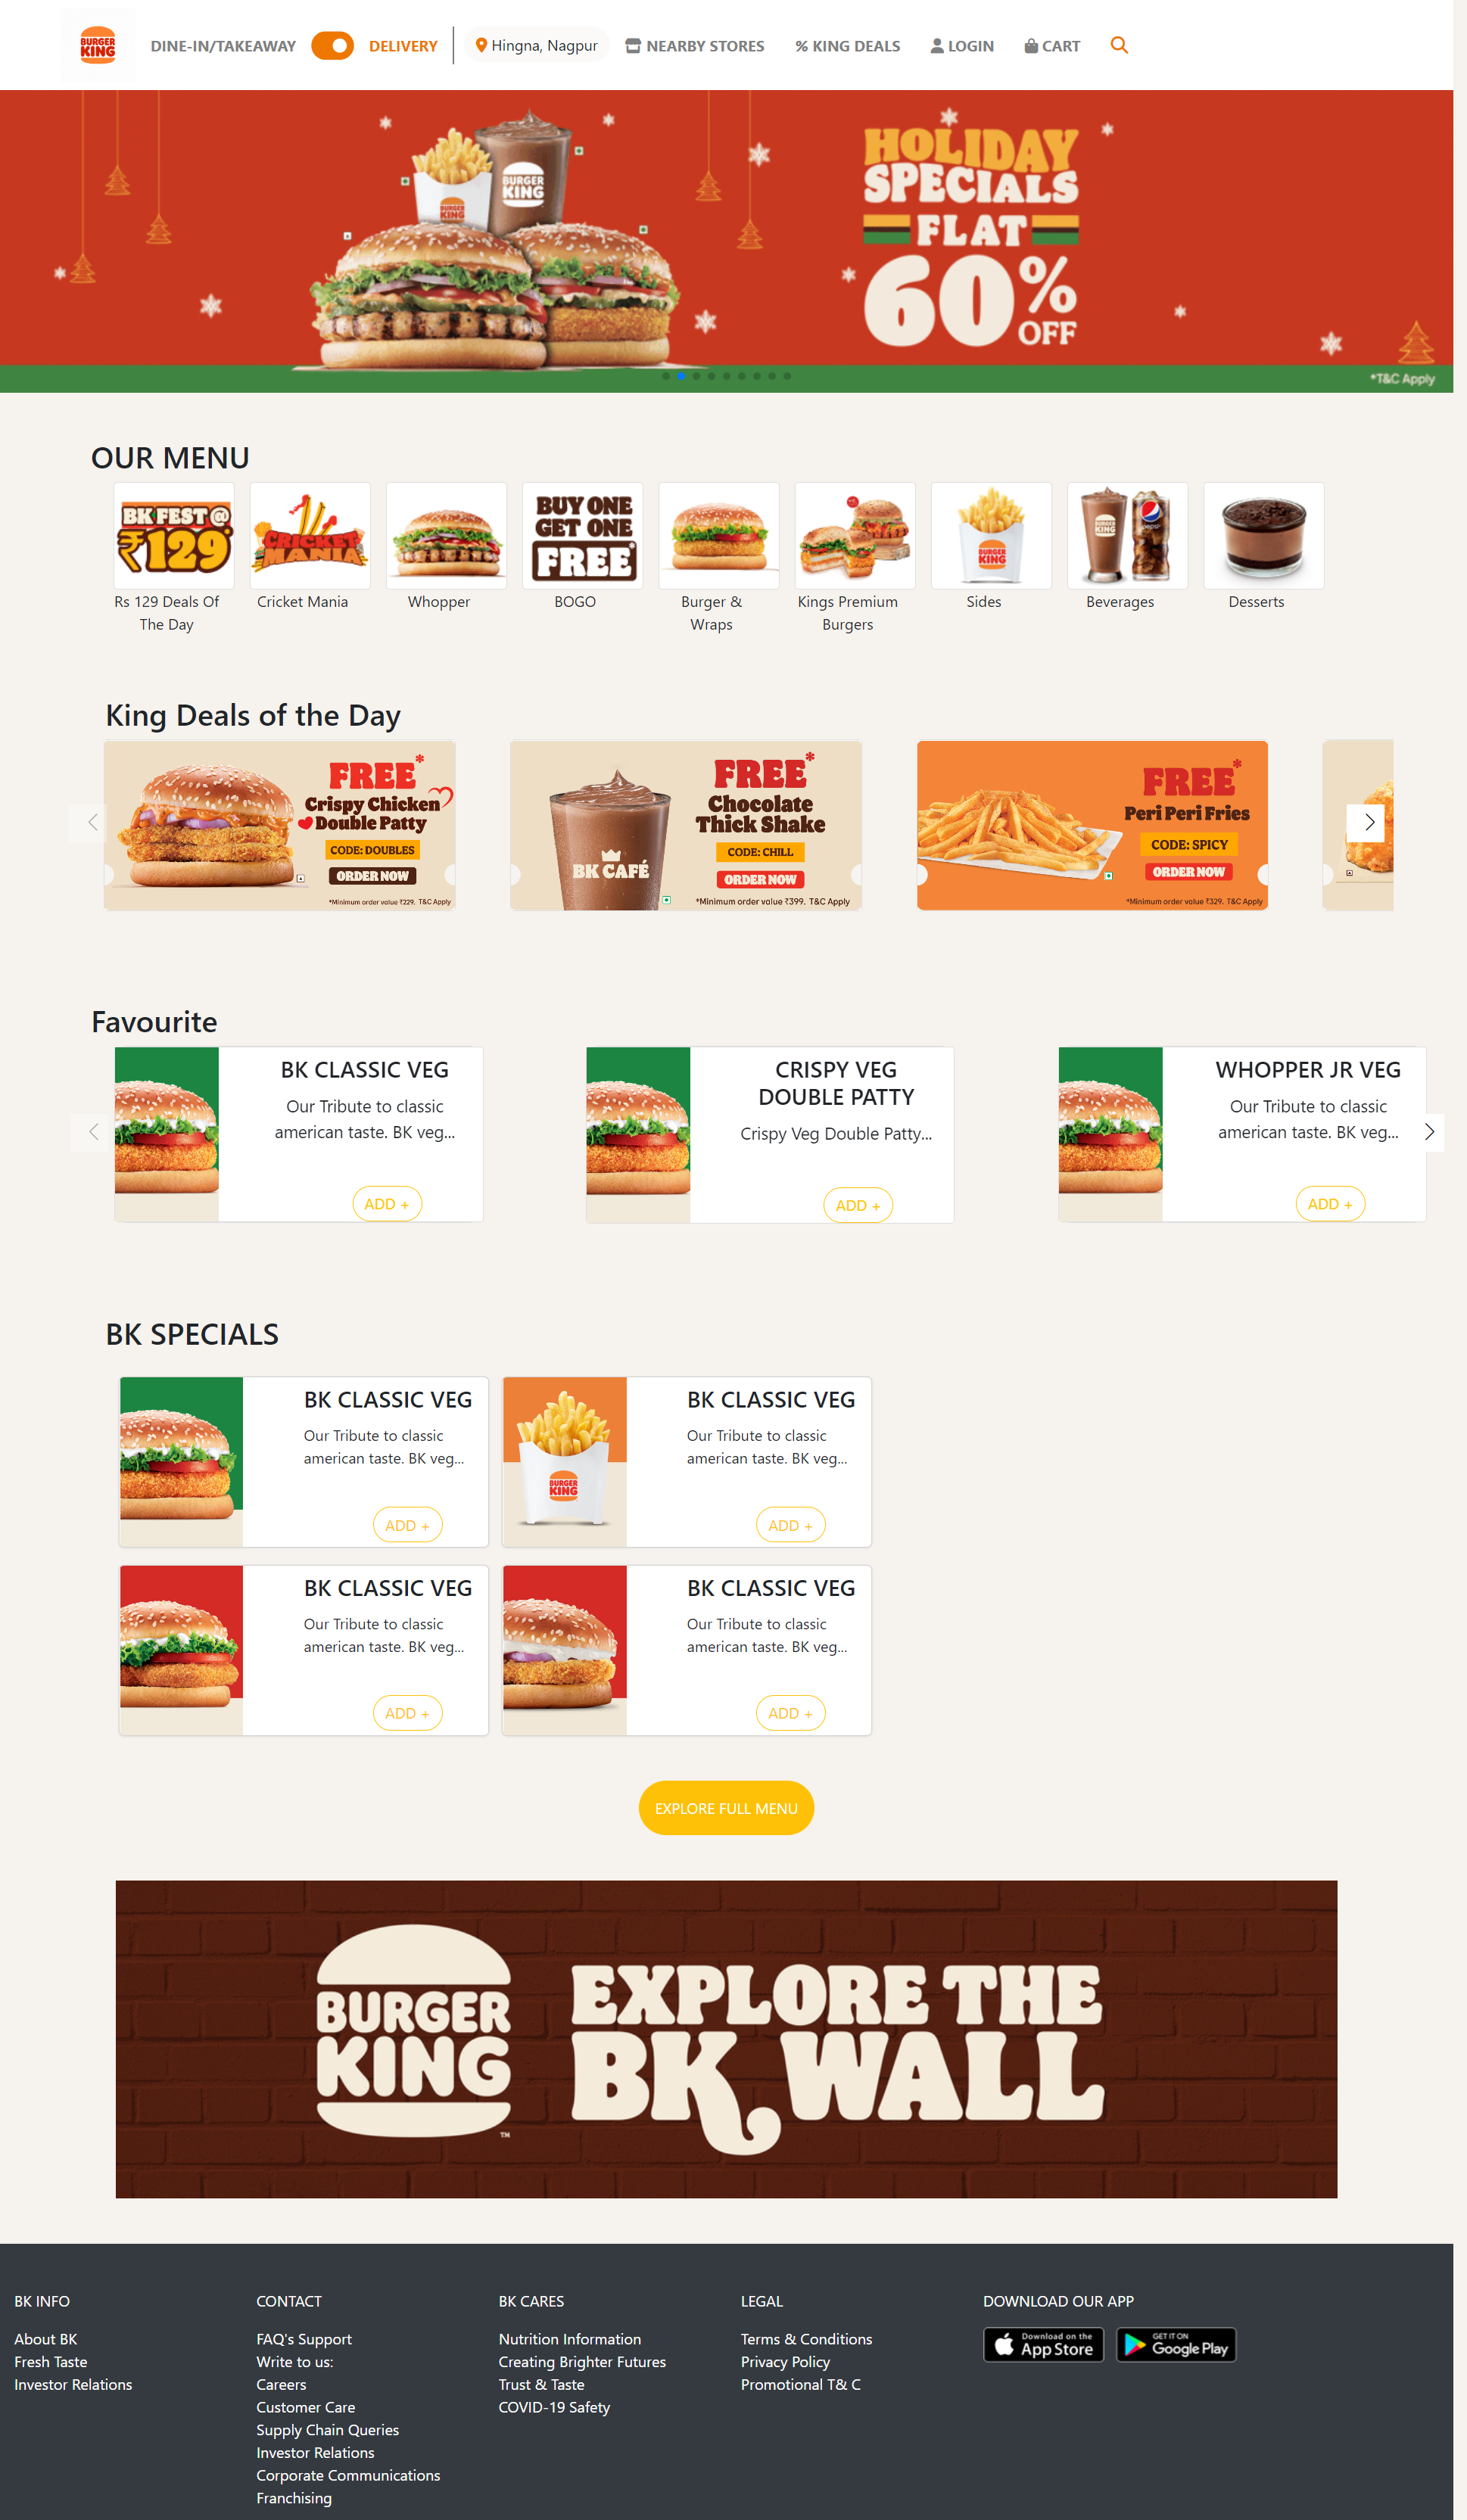 BURGER
KING
DINE-IN/TAKEAWAY
DELIVERY
Hingna, Nagpur
NEARBY STORES
% KING DEALS
LOGIN
CART
BURGER
KING
BURGER
KING
HOLIDAY
SPECIALS
FLAT
60%
OFF
*T&C Apply
OUR MENU
BK FEST@
₹129*
CRICKET
MANIA
BUY ONE
GET ONE
FREE*
BURGER
KING
BURGER
KING
pepsi
Rs 129 Deals Of
The Day
Cricket Mania
Whopper
BOGO
Burger &
Wraps
Kings Premium
Burgers
Sides
Beverages
Desserts
King Deals of the Day
FREE*
Crispy Chicken
Double Patty
CODE: DOUBLES
ORDER NOW
*Minimum order value ₹229. T&C Apply
BK CAFÉ
FREE*
Chocolate
Thick Shake
CODE: CHILL
ORDER NOW
*Minimum order value ₹399. T&C Apply
FREE*
Peri Peri Fries
CODE: SPICY
ORDER NOW
*Minimum order value ₹329. T&C Apply
Favourite
BK CLASSIC VEG
Our Tribute to classic
american taste. BK veg...
ADD +
CRISPY VEG
DOUBLE PATTY
Crispy Veg Double Patty...
ADD +
WHOPPER JR VEG
Our Tribute to classic
american taste. BK veg...
ADD +
BK SPECIALS
BK CLASSIC VEG
Our Tribute to classic
american taste. BK veg...
ADD +
BURGER
KING
BK CLASSIC VEG
Our Tribute to classic
american taste. BK veg...
ADD +
BK CLASSIC VEG
Our Tribute to classic
american taste. BK veg...
ADD +
BK CLASSIC VEG
Our Tribute to classic
american taste. BK veg...
ADD +
EXPLORE FULL MENU
BURGER
KING
TM
EXPLORE THE
BK WALL
BK INFO
About BK
Fresh Taste
Investor Relations
CONTACT
FAQ's Support
Write to us:
Careers
Customer Care
Supply Chain Queries
Investor Relations
Corporate Communications
Franchising
BK CARES
Nutrition Information
Creating Brighter Futures
Trust & Taste
COVID-19 Safety
LEGAL
Terms & Conditions
Privacy Policy
Promotional T& C
DOWNLOAD OUR APP
Download on the
App Store
GET IT ON
Google Play